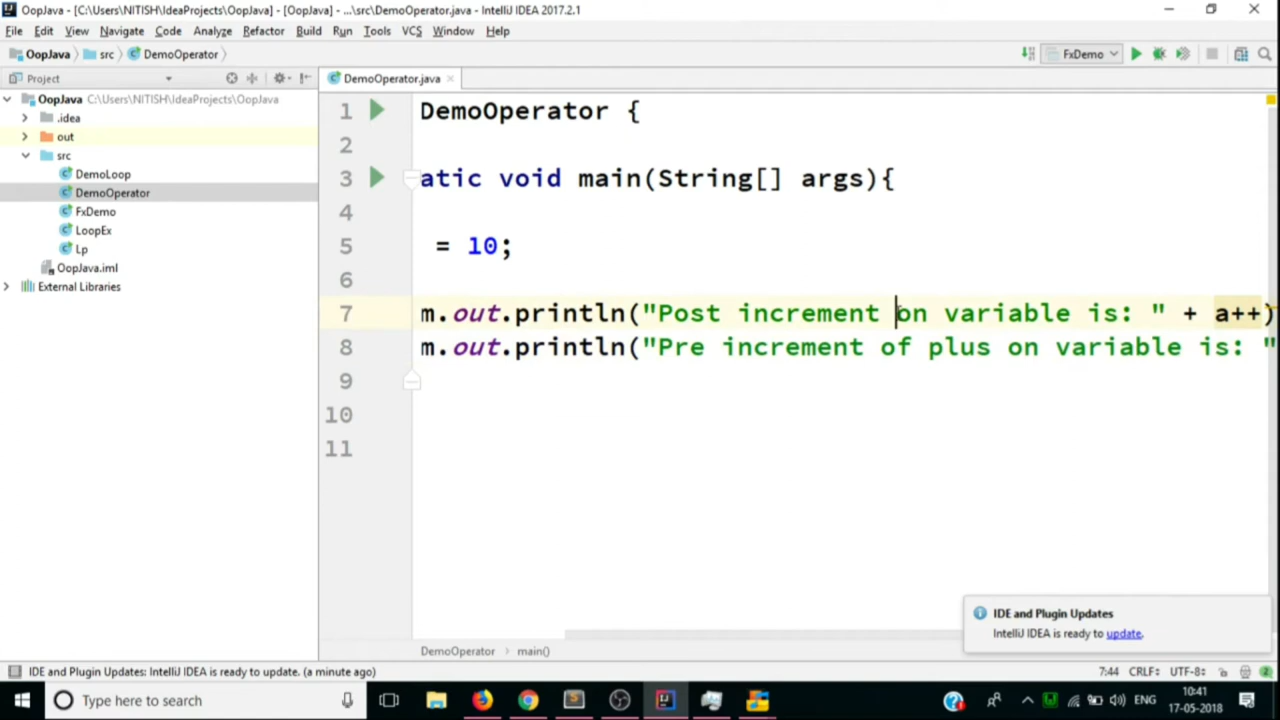 OopJava - [C:\Users\NITISH\IdeaProjects\OopJava] - [OopJava] - ...\src\DemoOperator.java - IntelliJ IDEA 2017.2.1
File Edit View Navigate Code Analyze Refactor Build Run Tools VCS Window Help
OopJava src DemoOperator FxDemo
Project DemoOperator.java
OopJava C:\Users\NITISH\IdeaProjects\OopJava
.idea
out
src
DemoLoop
DemoOperator
FxDemo
LoopEx
Lp
OopJava.iml
External Libraries
1 DemoOperator {
2
3 atic void main(String[] args){
4
5 = 10;
6
7 m.out.println("Post increment on variable is: " + a++)
8 m.out.println("Pre increment of plus on variable is: "
9
10
11
IDE and Plugin Updates
IntelliJ IDEA is ready to update.
DemoOperator main()
IDE and Plugin Updates: IntelliJ IDEA is ready to update. (a minute ago) 7:44 CRLF UTF-8 2
Type here to search ENG 10:41
17-05-2018